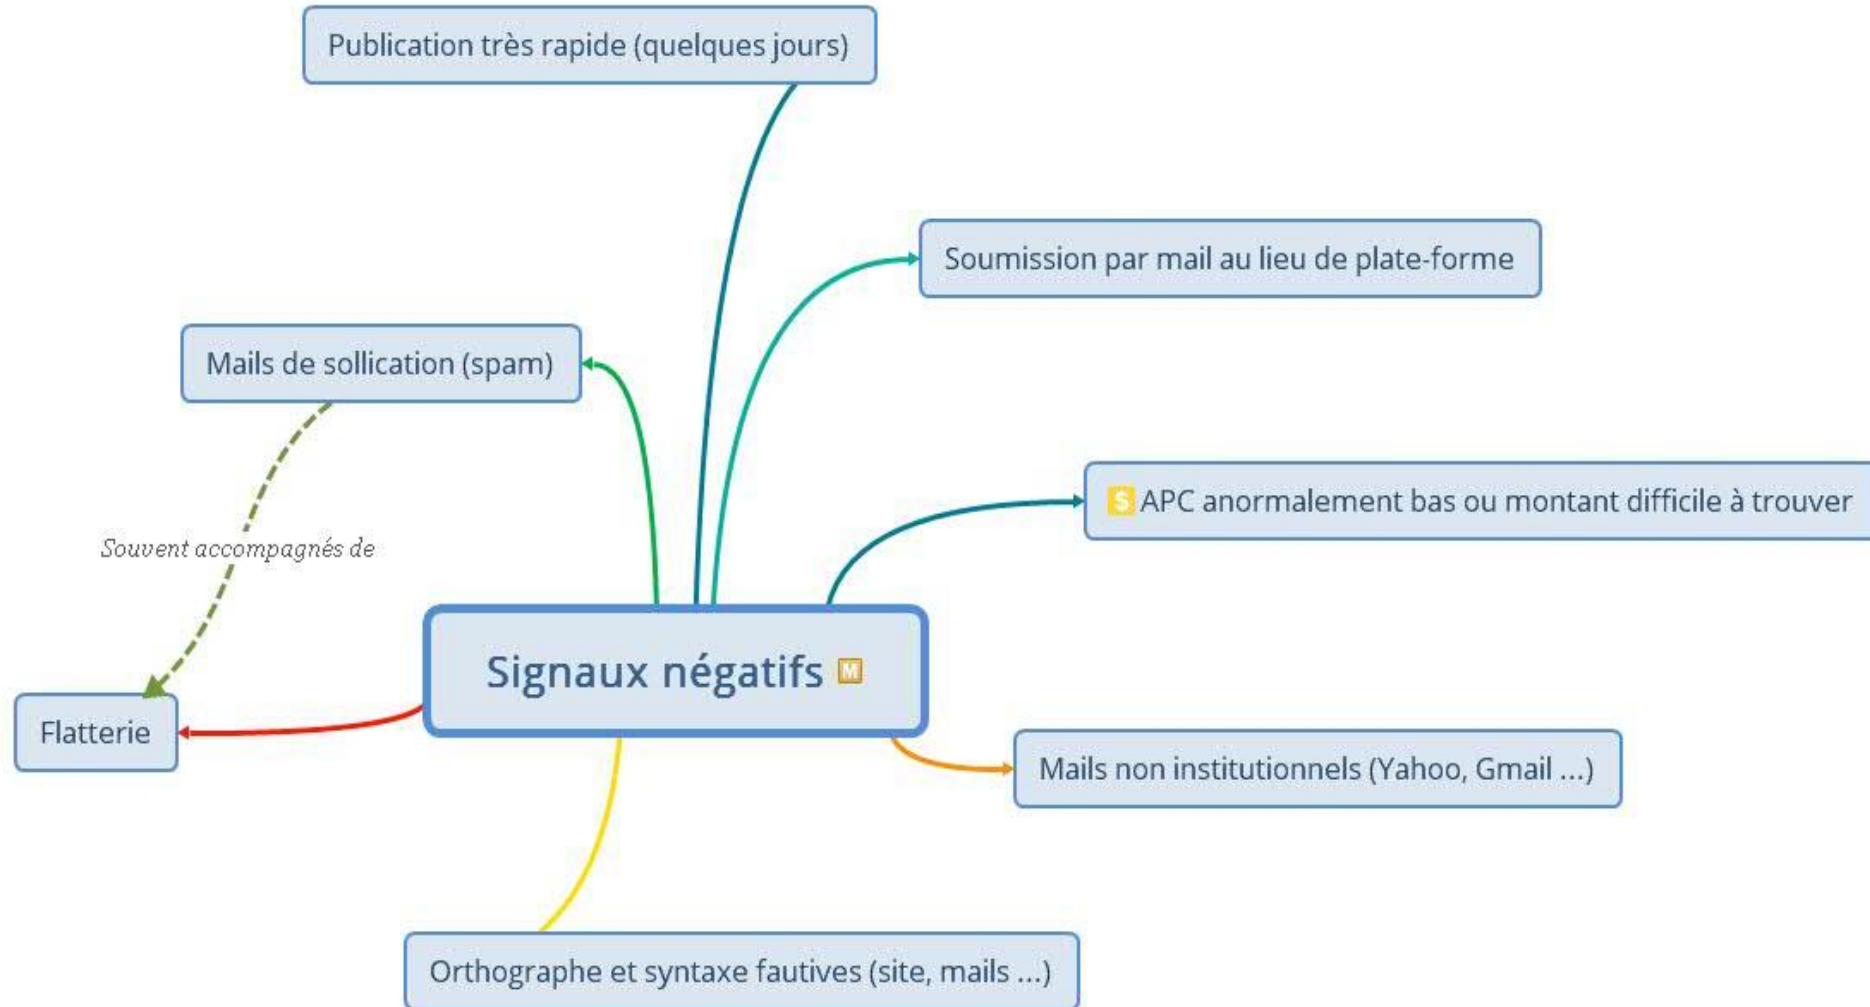 Publication très rapide (quelques jours)
Soumission par mail au lieu de plate-forme
Mails de sollication (spam)
$ APC anormalement bas ou montant difficile à trouver
Souvent accompagnés de
Signaux négatifs M
Flatterie
Mails non institutionnels (Yahoo, Gmail ...)
Orthographe et syntaxe fautives (site, mails ...)